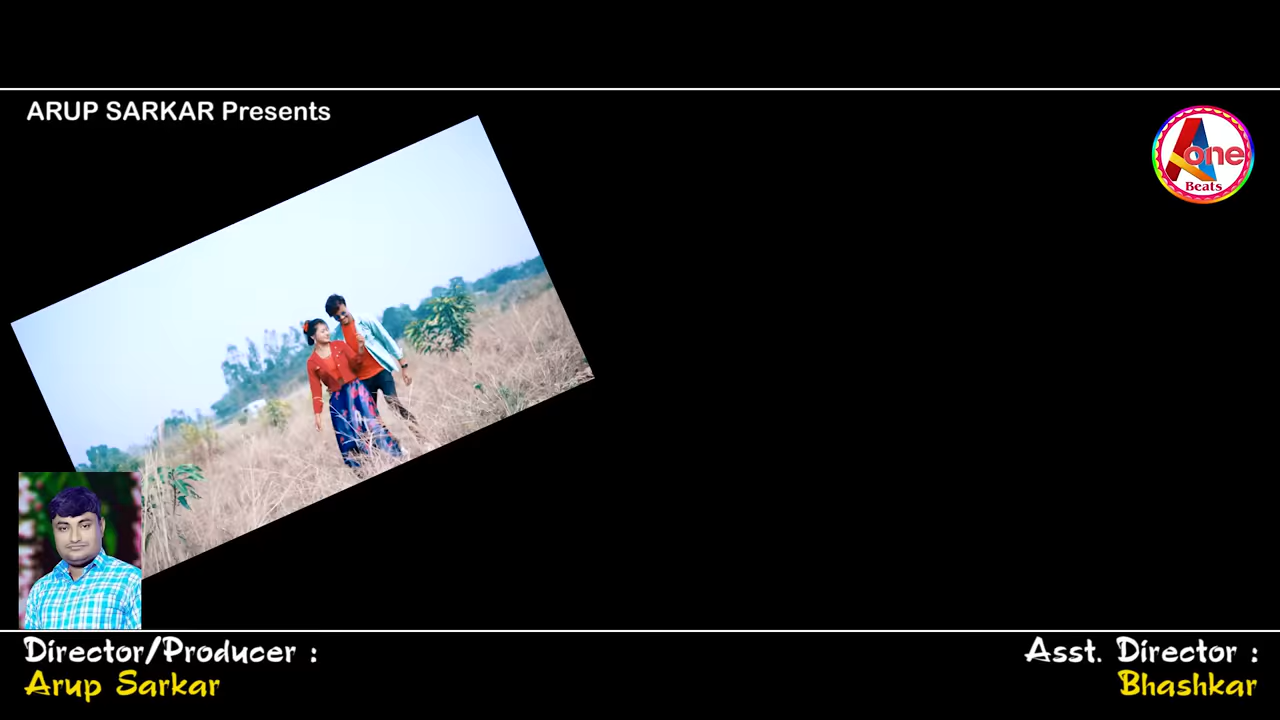 ARUP SARKAR Presents
A one
Beats
Director/Producer :
Arup Sarkar
Asst. Director :
Bhashkar